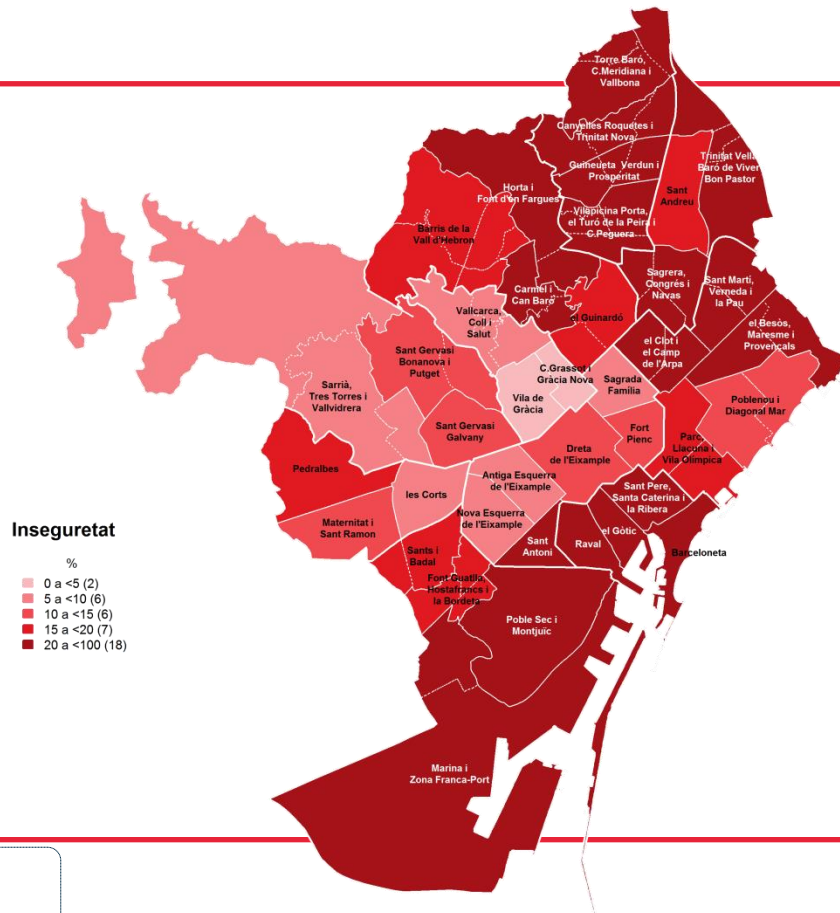 Torre Baró,
C.Meridiana i
Vallbona
Canyelles Roquetes i
Trinitat Nova
Guineueta Verdun i
Prosperitat
Trinitat Vella
Baró de Viver
Bon Pastor
Sant
Andreu
Horta i
Font d'en Fargues
Vilapicina Porta,
el Turó de la Peira i
C.Peguera
Barris de la
Vall d'Hebron
Carmel i
Can Baró
Sagrera,
Congrés i
Navas
Sant Martí,
Verneda i
la Pau
Vallcarca,
Coll i
Salut
el Guinardó
el Besòs,
Maresme i
Provençals
el Clot i
el Camp
de l'Arpa
Sant Gervasi
Bonanova i
Putget
C.Grassot i
Gràcia Nova
Sagrada
Família
Sarrià,
Tres Torres i
Vallvidrera
Vila de
Gràcia
Poblenou i
Diagonal Mar
Sant Gervasi
Galvany
Fort
Pienc
Parc,
Llacuna i
Vila Olímpica
Dreta
de l'Eixample
Pedralbes
Antiga Esquerra
de l'Eixample
Sant Pere,
Santa Caterina i
la Ribera
les Corts
Nova Esquerra
de l'Eixample
Maternitat i
Sant Ramon
el Gòtic
Sant
Antoni
Raval
Barceloneta
Sants i
Badal
Font Guatlla,
Hostafrancs i
la Bordeta
Poble Sec i
Montjuïc
Marina i
Zona Franca-Port
Inseguretat
%
0 a <5 (2)
5 a <10 (6)
10 a <15 (6)
15 a <20 (7)
20 a <100 (18)